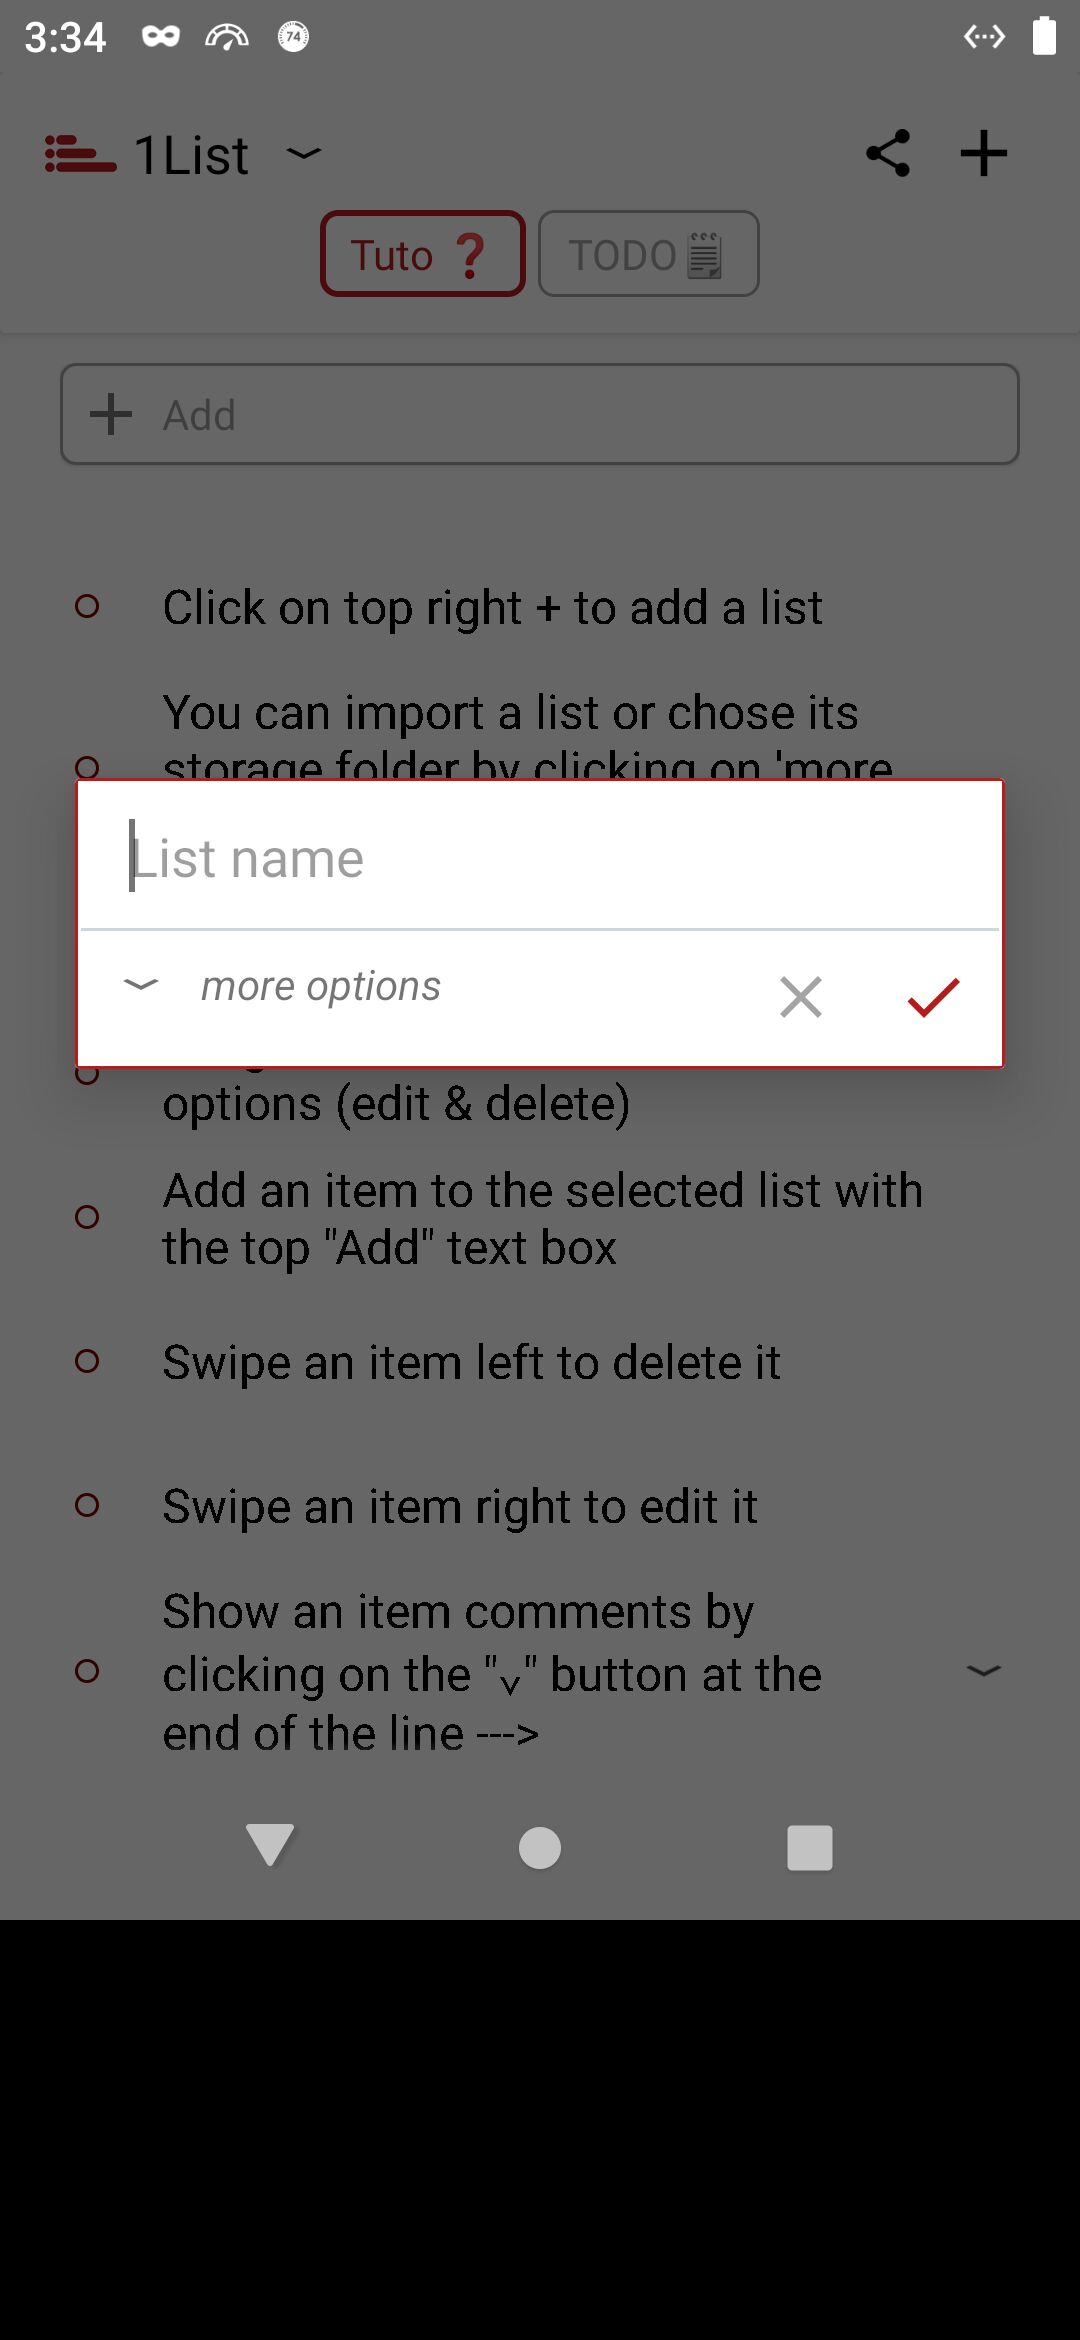 3:34
74
1List
Tuto ❓
TODO
Add
Click on top right + to add a list
You can import a list or chose its
storage folder by clicking on 'more
List name
more options
options (edit & delete)
Add an item to the selected list with
the top "Add" text box
Swipe an item left to delete it
Swipe an item right to edit it
Show an item comments by
clicking on the "˅" button at the
end of the line --->